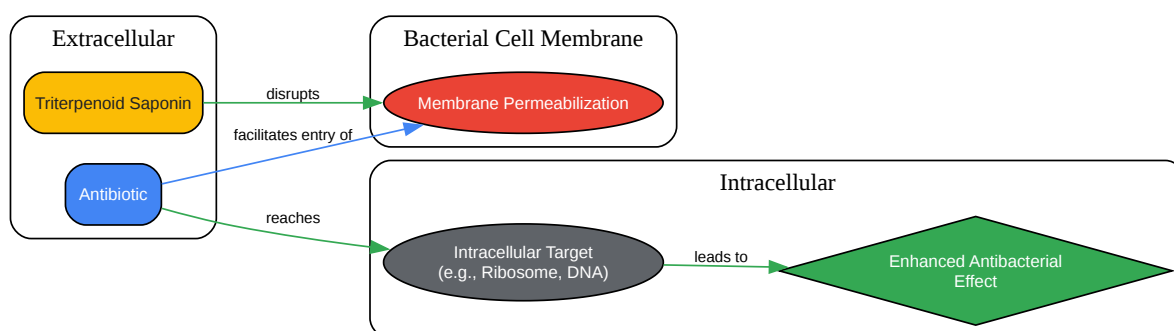 Extracellular
Bacterial Cell Membrane
Triterpenoid Saponin
disrupts
Membrane Permeabilization
facilitates entry of
Antibiotic
Intracellular
reaches
Intracellular Target
(e.g., Ribosome, DNA)
leads to
Enhanced Antibacterial
Effect